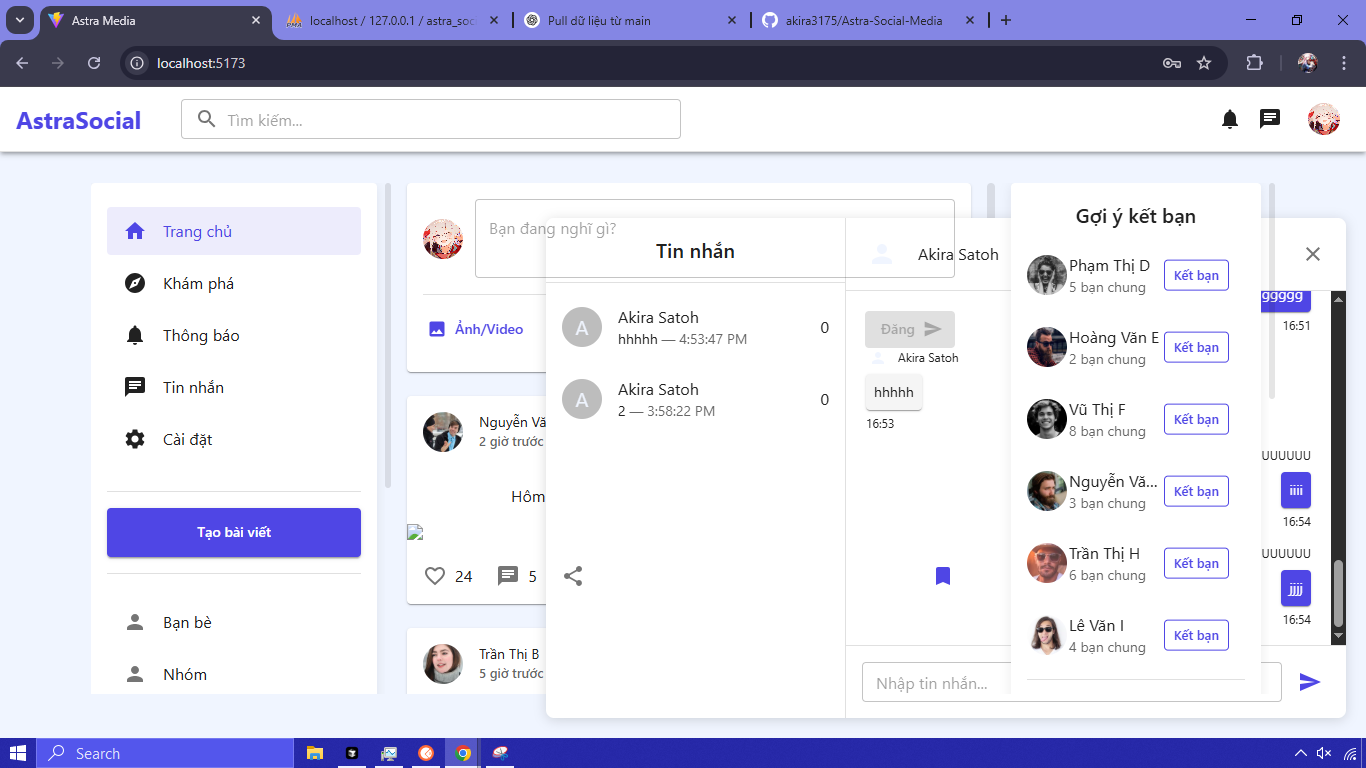 Astra Media
localhost / 127.0.0.1 / astra_soc
Pull dữ liệu từ main
akira3175/Astra-Social-Media
localhost:5173
AstraSocial
Tìm kiếm...
Trang chủ
Khám phá
Thông báo
Tin nhắn
Cài đặt
Tạo bài viết
Bạn bè
Nhóm
Bạn đang nghĩ gì?
Ảnh/Video
Đăng
Nguyễn Vă
2 giờ trước
Hôm
24
5
Trần Thị B
5 giờ trước
Tin nhắn
A
Akira Satoh
0
hhhhh — 4:53:47 PM
A
Akira Satoh
0
2 — 3:58:22 PM
Akira Satoh
ggggg
16:51
Akira Satoh
hhhhh
16:53
UUUUUU
iiii
16:54
UUUUUU
jjjj
16:54
Nhập tin nhắn...
Gợi ý kết bạn
Phạm Thị D
5 bạn chung
Kết bạn
Hoàng Văn E
2 bạn chung
Kết bạn
Vũ Thị F
8 bạn chung
Kết bạn
Nguyễn Vă...
3 bạn chung
Kết bạn
Trần Thị H
6 bạn chung
Kết bạn
Lê Văn I
4 bạn chung
Kết bạn
Search